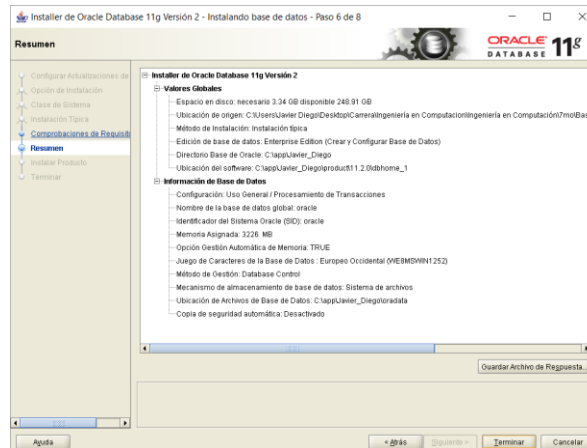 Installer de Oracle Database 11g Versión 2 - Instalando base de datos - Paso 6 de 8
Resumen
ORACLE 11g
DATABASE
Configurar Actualizaciones de
Opción de Instalación
Clase de Sistema
Instalación Típica
Comprobaciones de Requisit
Resumen
Instalar Producto
Terminar
Installer de Oracle Database 11g Versión 2
Valores Globales
Espacio en disco: necesario 3.34 GB disponible 248.91 GB
Ubicación de origen: C:\Users\Javier Diego\Desktop\Carrera\Ingeniería en Computacion\Ingeniería en Computación\7mo\Bas
Método de Instalación: Instalación típica
Edición de base de datos: Enterprise Edition (Crear y Configurar Base de Datos)
Directorio Base de Oracle: C:\app\Javier_Diego
Ubicación del software: C:\app\Javier_Diego\product\11.2.0\dbhome_1
Información de Base de Datos
Configuración: Uso General / Procesamiento de Transacciones
Nombre de la base de datos global: oracle
Identificador del Sistema Oracle (SID): oracle
Memoria Asignada: 3226 MB
Opción Gestión Automática de Memoria: TRUE
Juego de Caracteres de la Base de Datos : Europeo Occidental (WE8MSWIN1252)
Método de Gestión: Database Control
Mecanismo de almacenamiento de base de datos: Sistema de archivos
Ubicación de Archivos de Base de Datos: C:\app\Javier_Diego\oradata
Copia de seguridad automática: Desactivado
Guardar Archivo de Respuesta...
Ayuda
< Atrás
Siguiente >
Terminar
Cancelar